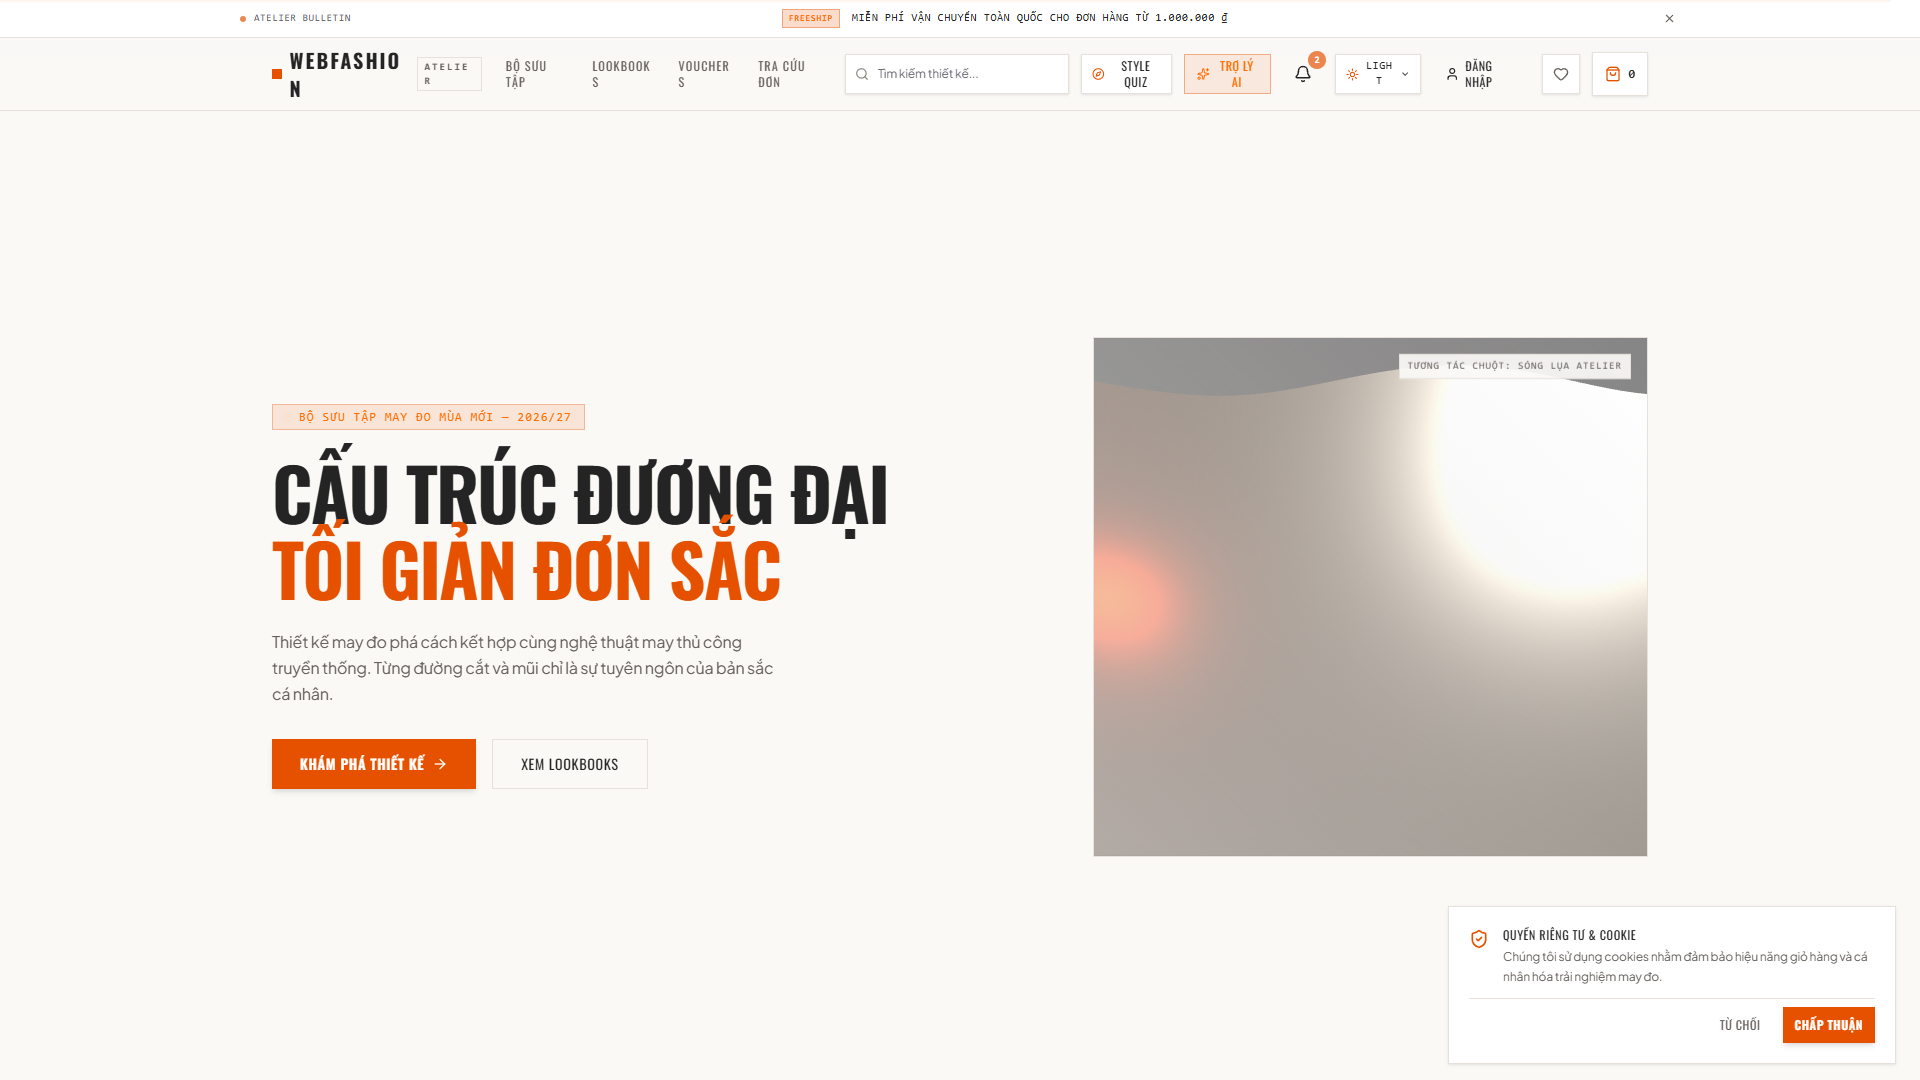 ATELIER BULLETIN
FREESHIP MIỄN PHÍ VẬN CHUYỂN TOÀN QUỐC CHO ĐƠN HÀNG TỪ 1.000.000 ₫
WEBFASHIO
N
ATELIE
R
BỘ SƯU
TẬP
LOOKBOOK
S
VOUCHER
S
TRA CỨU
ĐƠN
Tìm kiếm thiết kế...
STYLE
QUIZ
TRỢ LÝ
AI
2
LIGH
T
ĐĂNG
NHẬP
0
TƯƠNG TÁC CHUỘT: SÓNG LỤA ATELIER
BỘ SƯU TẬP MAY ĐO MÙA MỚI — 2026/27
CẤU TRÚC ĐƯƠNG ĐẠI
TỐI GIẢN ĐƠN SẮC
Thiết kế may đo phá cách kết hợp cùng nghệ thuật may thủ công
truyền thống. Từng đường cắt và mũi chỉ là sự tuyên ngôn của bản sắc
cá nhân.
KHÁM PHÁ THIẾT KẾ
XEM LOOKBOOKS
QUYỀN RIÊNG TƯ & COOKIE
Chúng tôi sử dụng cookies nhằm đảm bảo hiệu năng giỏ hàng và cá
nhân hóa trải nghiệm may đo.
TỪ CHỐI
CHẤP THUẬN